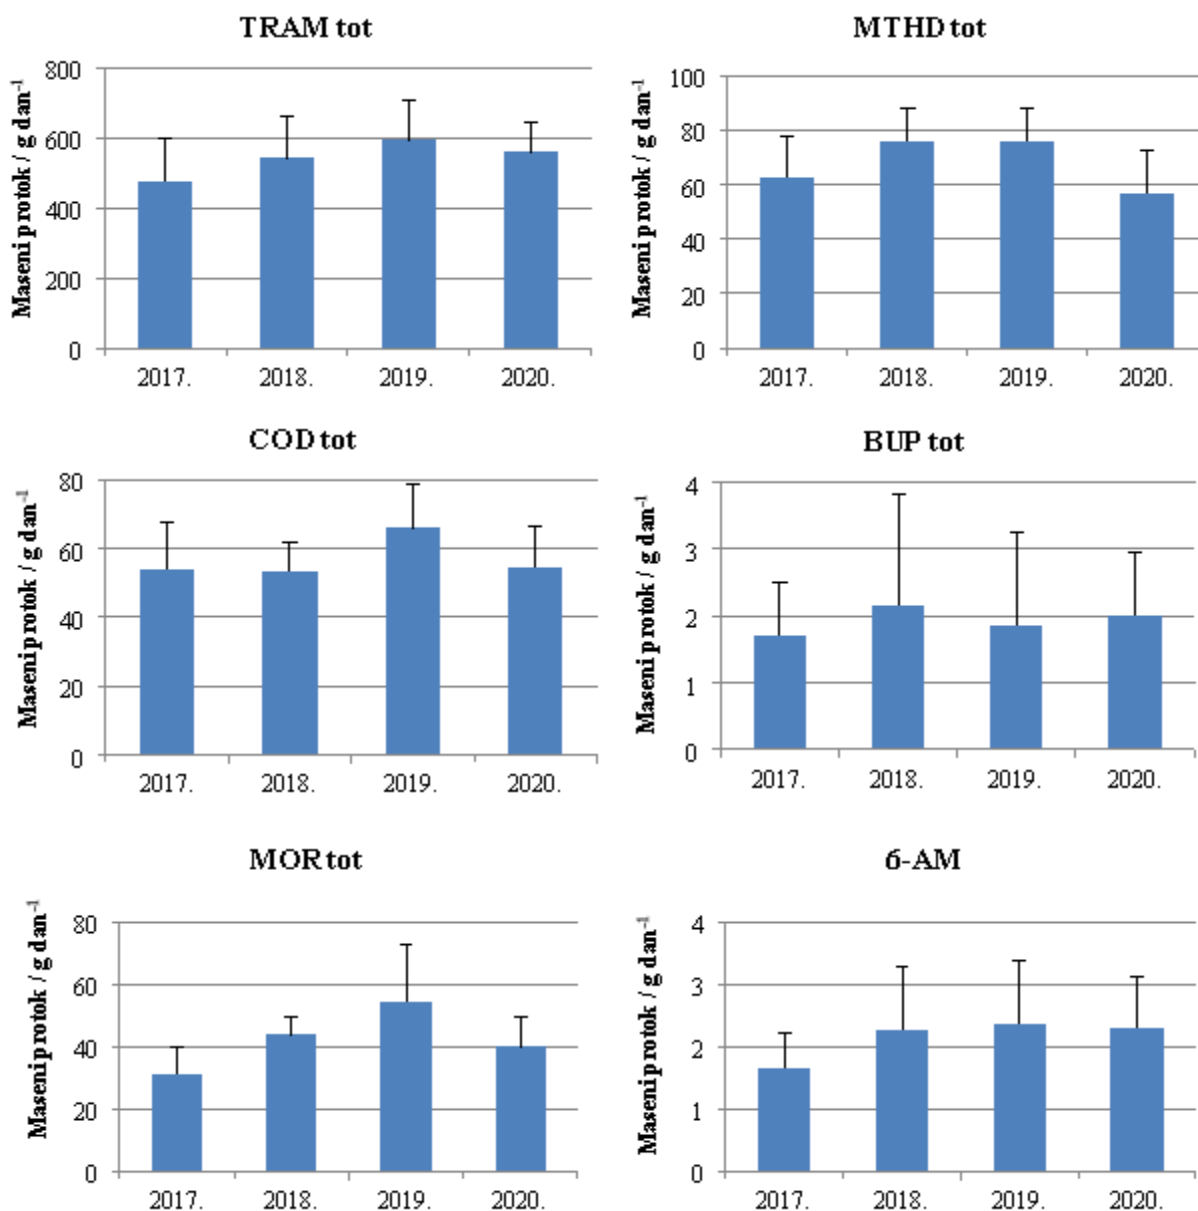 TRAM tot
Maseni protok / g dan⁻¹
800
600
400
200
0
2017. 2018. 2019. 2020.
MTHD tot
Maseni protok / g dan⁻¹
100
80
60
40
20
0
2017. 2018. 2019. 2020.
COD tot
Maseni protok / g dan⁻¹
80
60
40
20
0
2017. 2018. 2019. 2020.
BUP tot
Maseni protok / g dan⁻¹
4
3
2
1
0
2017. 2018. 2019. 2020.
MOR tot
Maseni protok / g dan⁻¹
80
60
40
20
0
2017. 2018. 2019. 2020.
6-AM
Maseni protok / g dan⁻¹
4
3
2
1
0
2017. 2018. 2019. 2020.